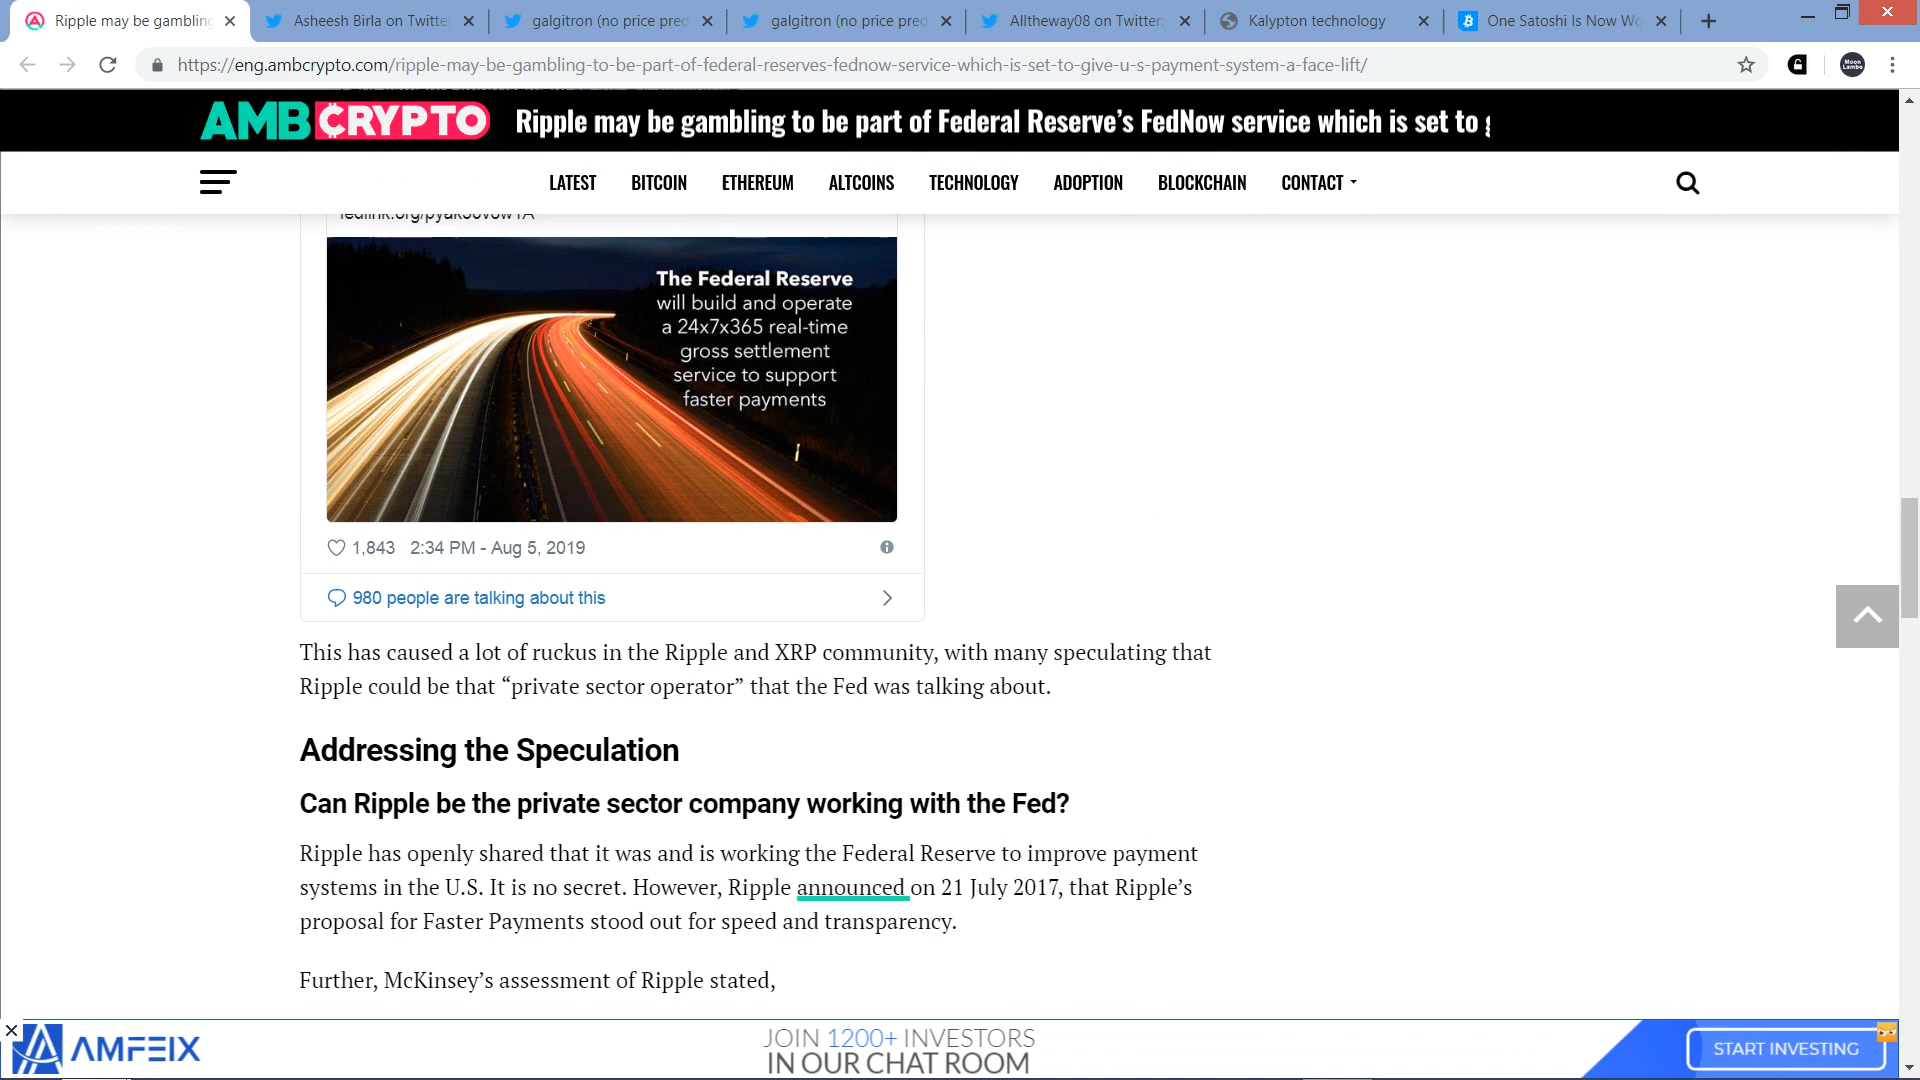 Ripple may be gambling
Asheesh Birla on Twitter
galgitron (no price pred
galgitron (no price pred
Alltheway08 on Twitter:
Kalypton technology
One Satoshi Is Now Wo
https://eng.ambcrypto.com/ripple-may-be-gambling-to-be-part-of-federal-reserves-fednow-service-which-is-set-to-give-u-s-payment-system-a-face-lift/
AMBCRYPTO
Ripple may be gambling to be part of Federal Reserve's FedNow service which is set to
LATEST
BITCOIN
ETHEREUM
ALTCOINS
TECHNOLOGY
ADOPTION
BLOCKCHAIN
CONTACT
The Federal Reserve
will build and operate
a 24x7x365 real-time
gross settlement
service to support
faster payments
1,843 2:34 PM - Aug 5, 2019
980 people are talking about this
This has caused a lot of ruckus in the Ripple and XRP community, with many speculating that
Ripple could be that “private sector operator” that the Fed was talking about.
Addressing the Speculation
Can Ripple be the private sector company working with the Fed?
Ripple has openly shared that it was and is working the Federal Reserve to improve payment
systems in the U.S. It is no secret. However, Ripple announced on 21 July 2017, that Ripple’s
proposal for Faster Payments stood out for speed and transparency.
Further, McKinsey’s assessment of Ripple stated,
AMFEIX
JOIN 1200+ INVESTORS
IN OUR CHAT ROOM
START INVESTING